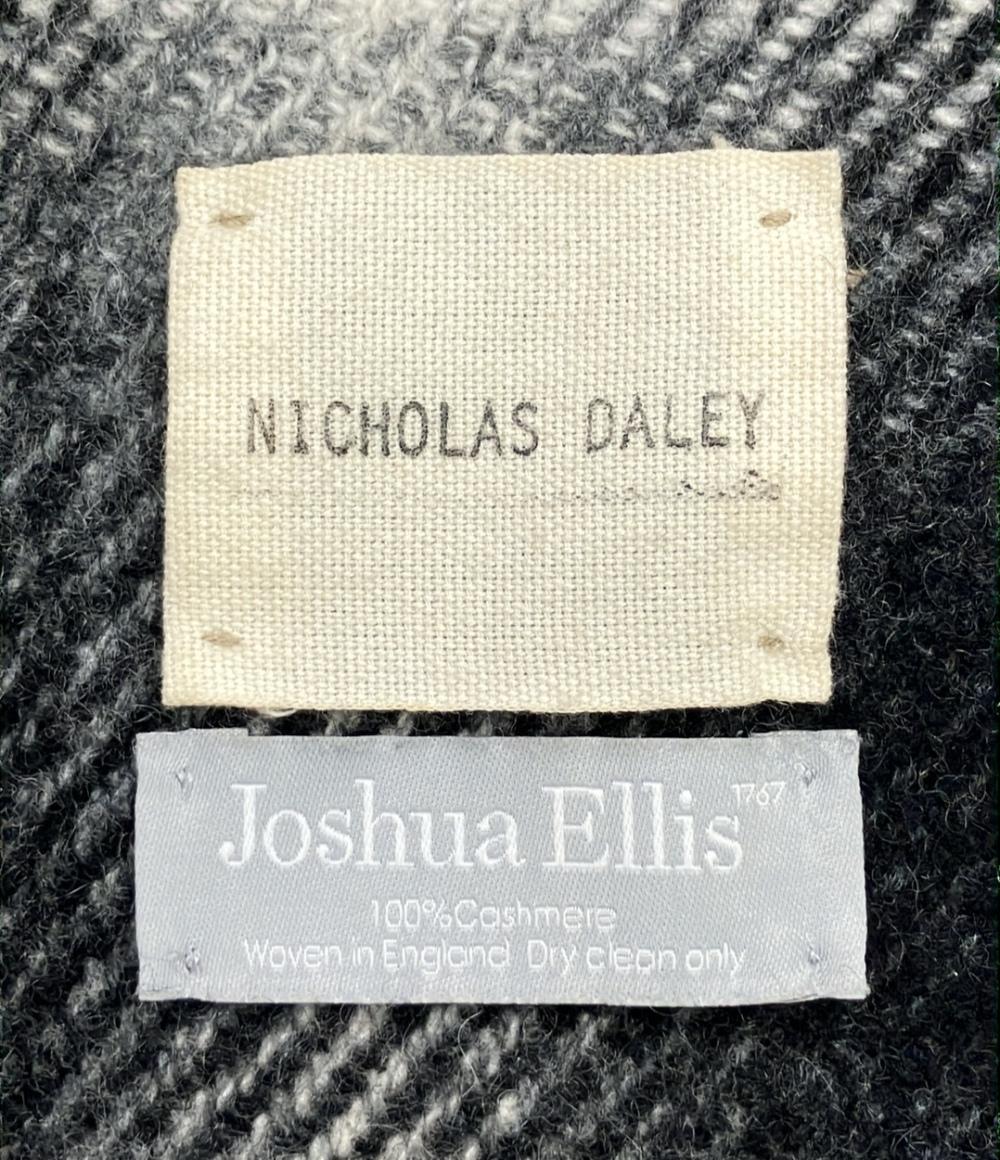 NICHOLAS DALEY
Joshua Ellis 1767
100%Cashmere
Woven in England Dry clean only